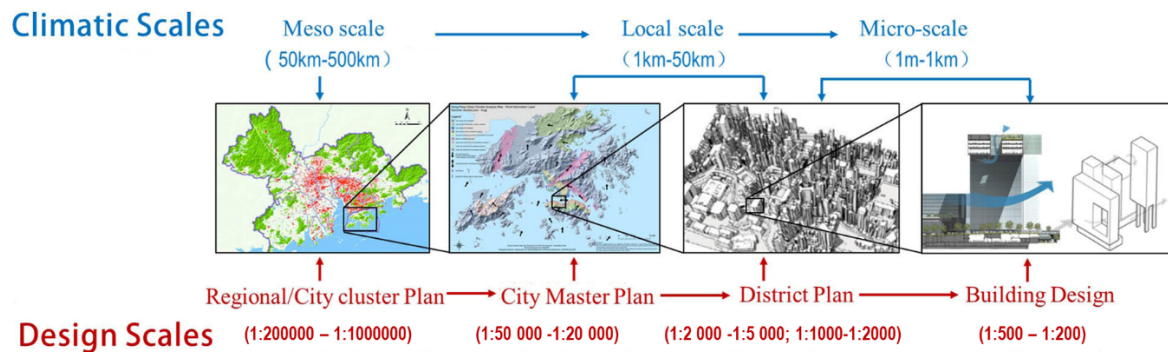 Climatic Scales
Meso scale
Local scale
Micro-scale
( 50km-500km)
(1km-50km)
(1m-1km)
Regional/City cluster Plan
City Master Plan
District Plan
Building Design
Design Scales
(1:200000 – 1:1000000)
(1:50 000 -1:20 000)
(1:2 000 -1:5 000; 1:1000-1:2000)
(1:500 – 1:200)